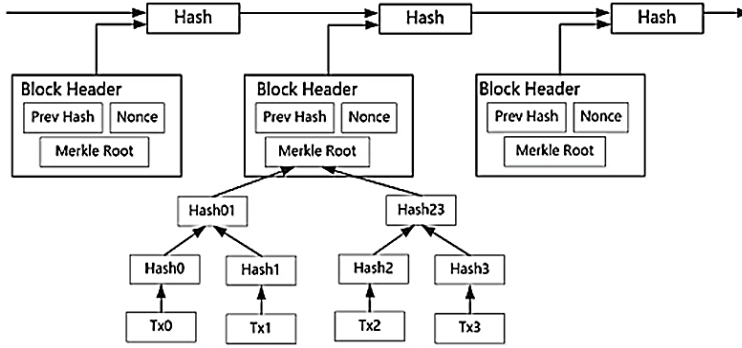 Hash
Hash
Hash
Block Header
Prev Hash
Nonce
Merkle Root
Block Header
Prev Hash
Nonce
Merkle Root
Block Header
Prev Hash
Nonce
Merkle Root
Hash01
Hash23
Hash0
Hash1
Hash2
Hash3
Tx0
Tx1
Tx2
Tx3